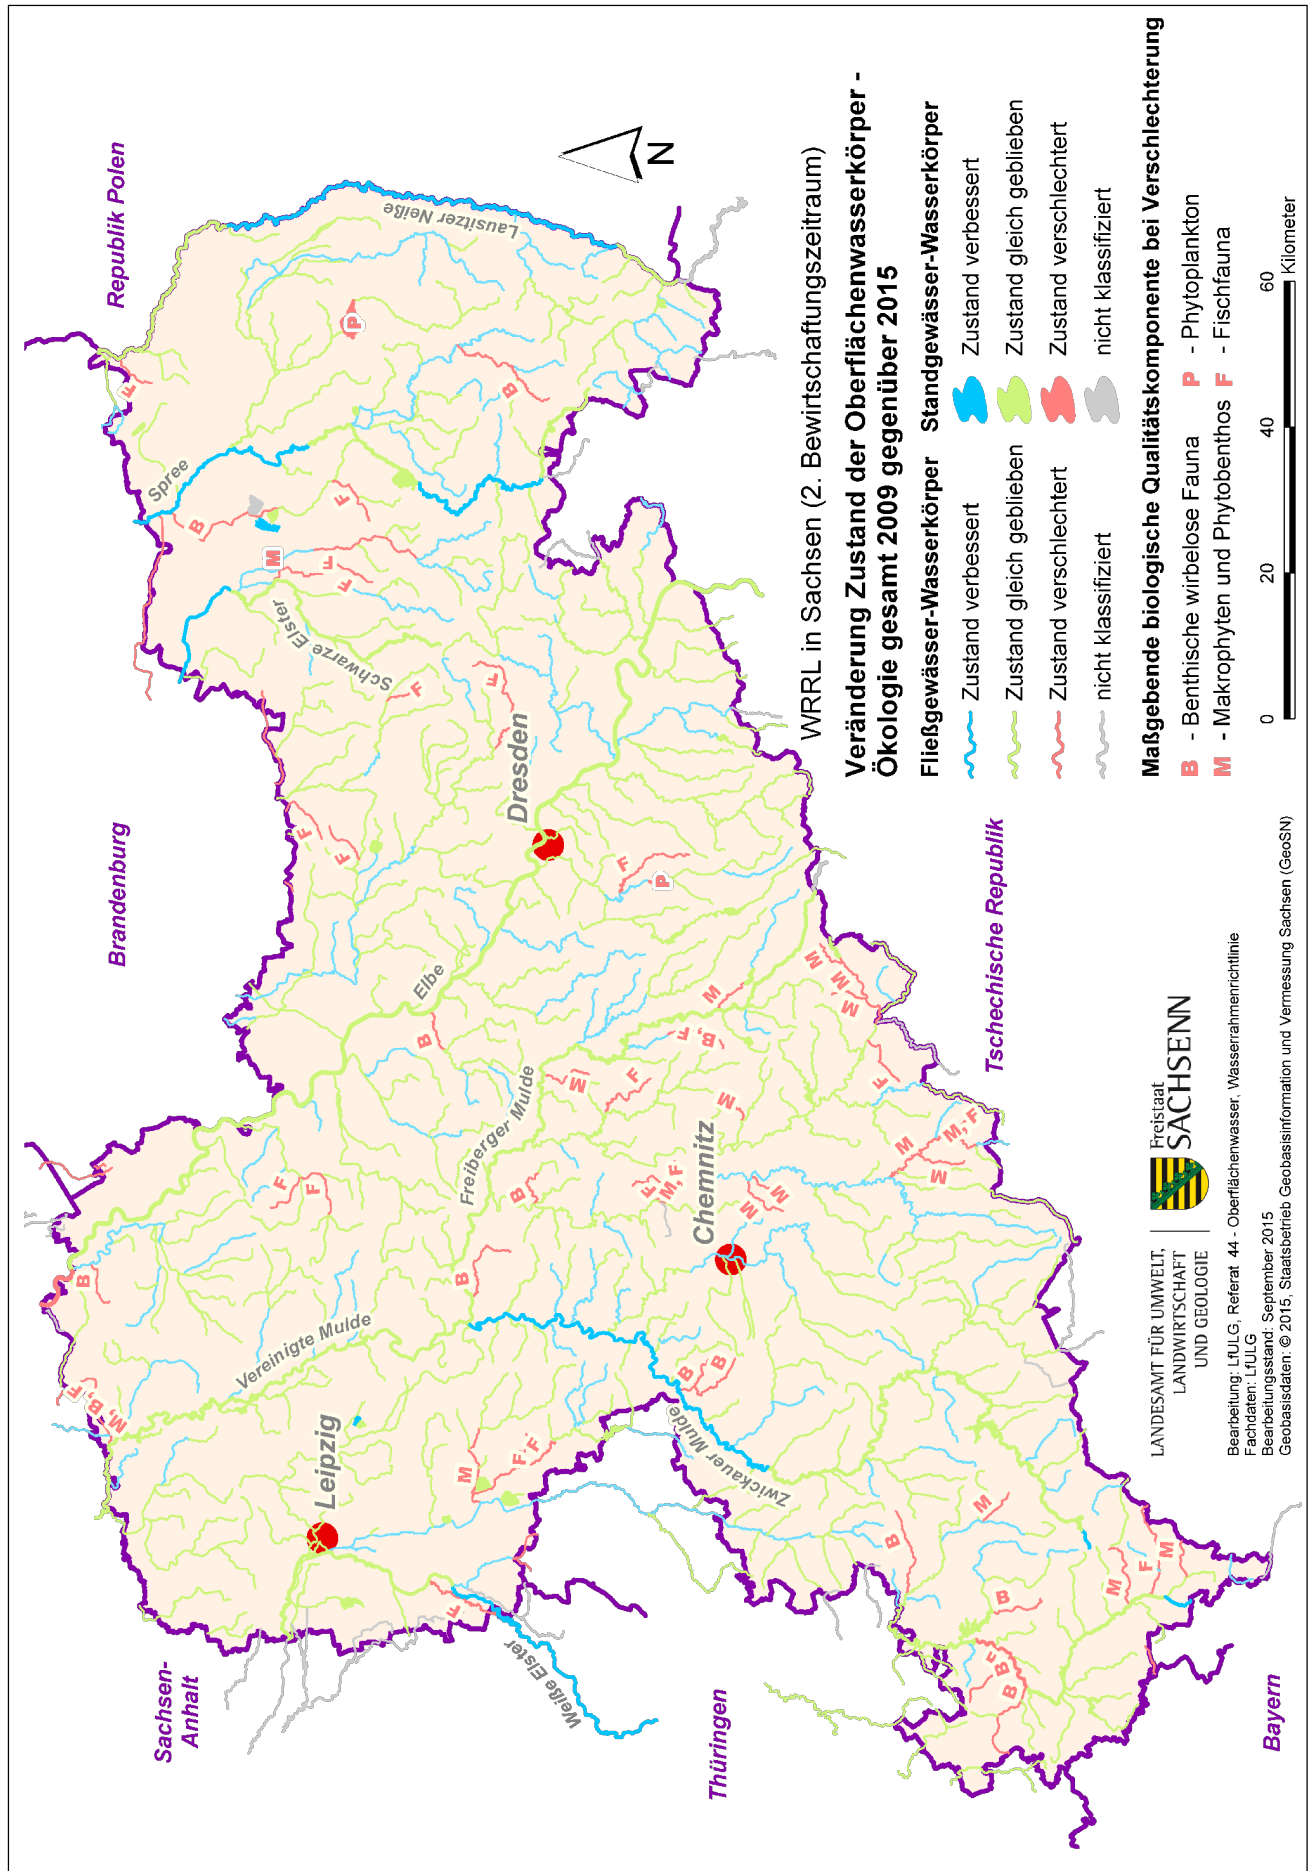 Republik Polen
Brandenburg
Sachsen-
Anhalt
Thüringen
Bayern
Tschechische Republik
Lausitzer Neiße
Spree
Schwarze Elster
Elbe
Dresden
Freiberger Mulde
Chemnitz
Vereinigte Mulde
Leipzig
Zwickauer Mulde
Weiße Elster
F
B
M
F
F
F
P
B
F
F
F
F
F
P
B
M
B, F
M
F
M
M
M, M
M
F
M
M, F
M
B
F
M, F
M
M
B
F
F
B
M, B, F
M
F
F
B
B
F
B
M
B
M
F
M
B
B
F
N
WRRL in Sachsen (2. Bewirtschaftungszeitraum)
Veränderung Zustand der Oberflächenwasserkörper -
Ökologie gesamt 2009 gegenüber 2015
Fließgewässer-Wasserkörper
Zustand verbessert
Zustand gleich geblieben
Zustand verschlechtert
nicht klassifiziert
Standgewässer-Wasserkörper
Zustand verbessert
Zustand gleich geblieben
Zustand verschlechtert
nicht klassifiziert
Maßgebende biologische Qualitätskomponente bei Verschlechterung
B - Benthische wirbelose Fauna P - Phytoplankton
M - Makrophyten und Phytobenthos F - Fischfauna
0 20 40 60
Kilometer
LANDESAMT FÜR UMWELT,
LANDWIRTSCHAFT
UND GEOLOGIE
Freistaat
SACHSENN
Bearbeitung: LfULG, Referat 44 - Oberflächenwasser, Wasserrahmenrichtlinie
Fachdaten: LfULG
Bearbeitungsstand: September 2015
Geobasisdaten: © 2015, Staatsbetrieb Geobasisinformation und Vermessung Sachsen (GeoSN)